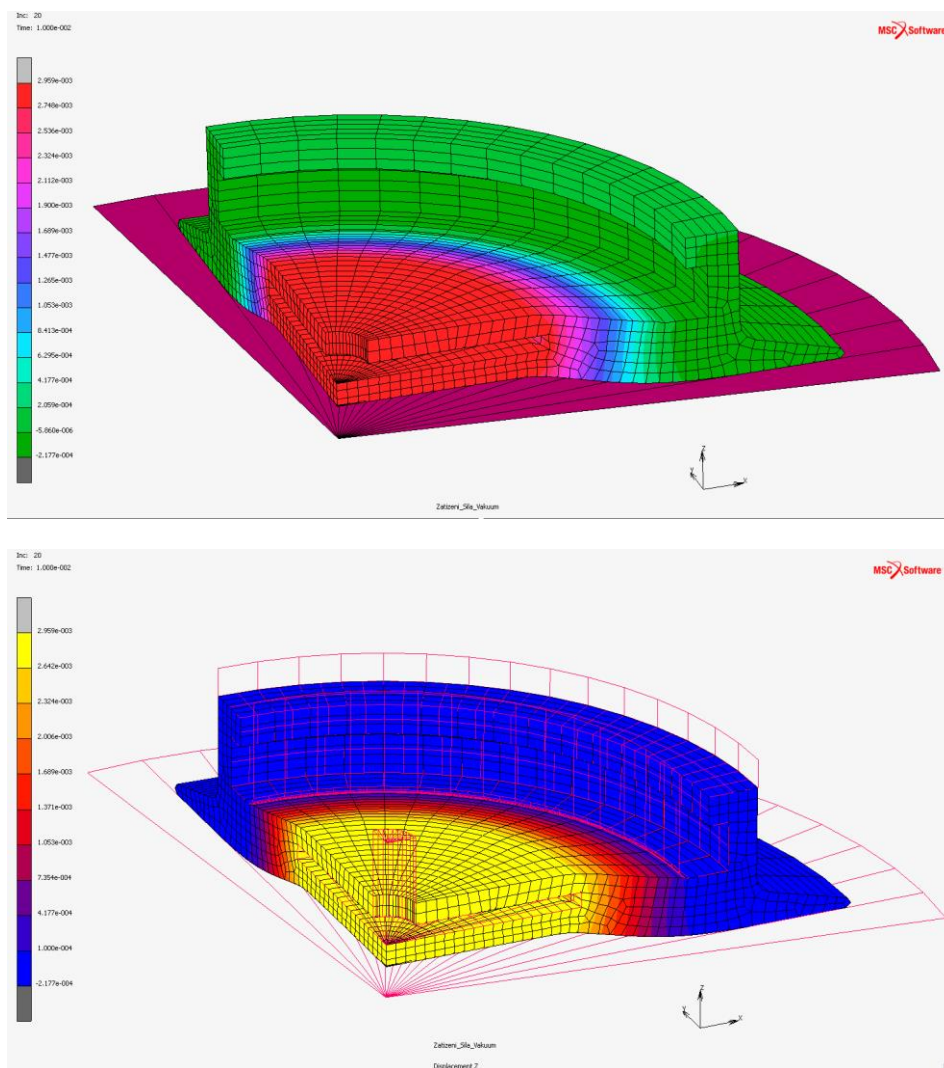 Inc: 20
Time: 1.000e-002
MSC Software
2.959e-003
2.748e-003
2.536e-003
2.324e-003
2.112e-003
1.900e-003
1.689e-003
1.477e-003
1.265e-003
1.053e-003
8.413e-004
6.295e-004
4.177e-004
2.059e-004
-5.860e-006
-2.177e-004
Z
Y
X
Zatizeni_Sila_Vakuum
Inc: 20
Time: 1.000e-002
MSC Software
2.959e-003
2.642e-003
2.324e-003
2.006e-003
1.689e-003
1.371e-003
1.053e-003
7.354e-004
4.177e-004
1.000e-004
-2.177e-004
Z
Y
X
Zatizeni_Sila_Vakuum
Displacement Z